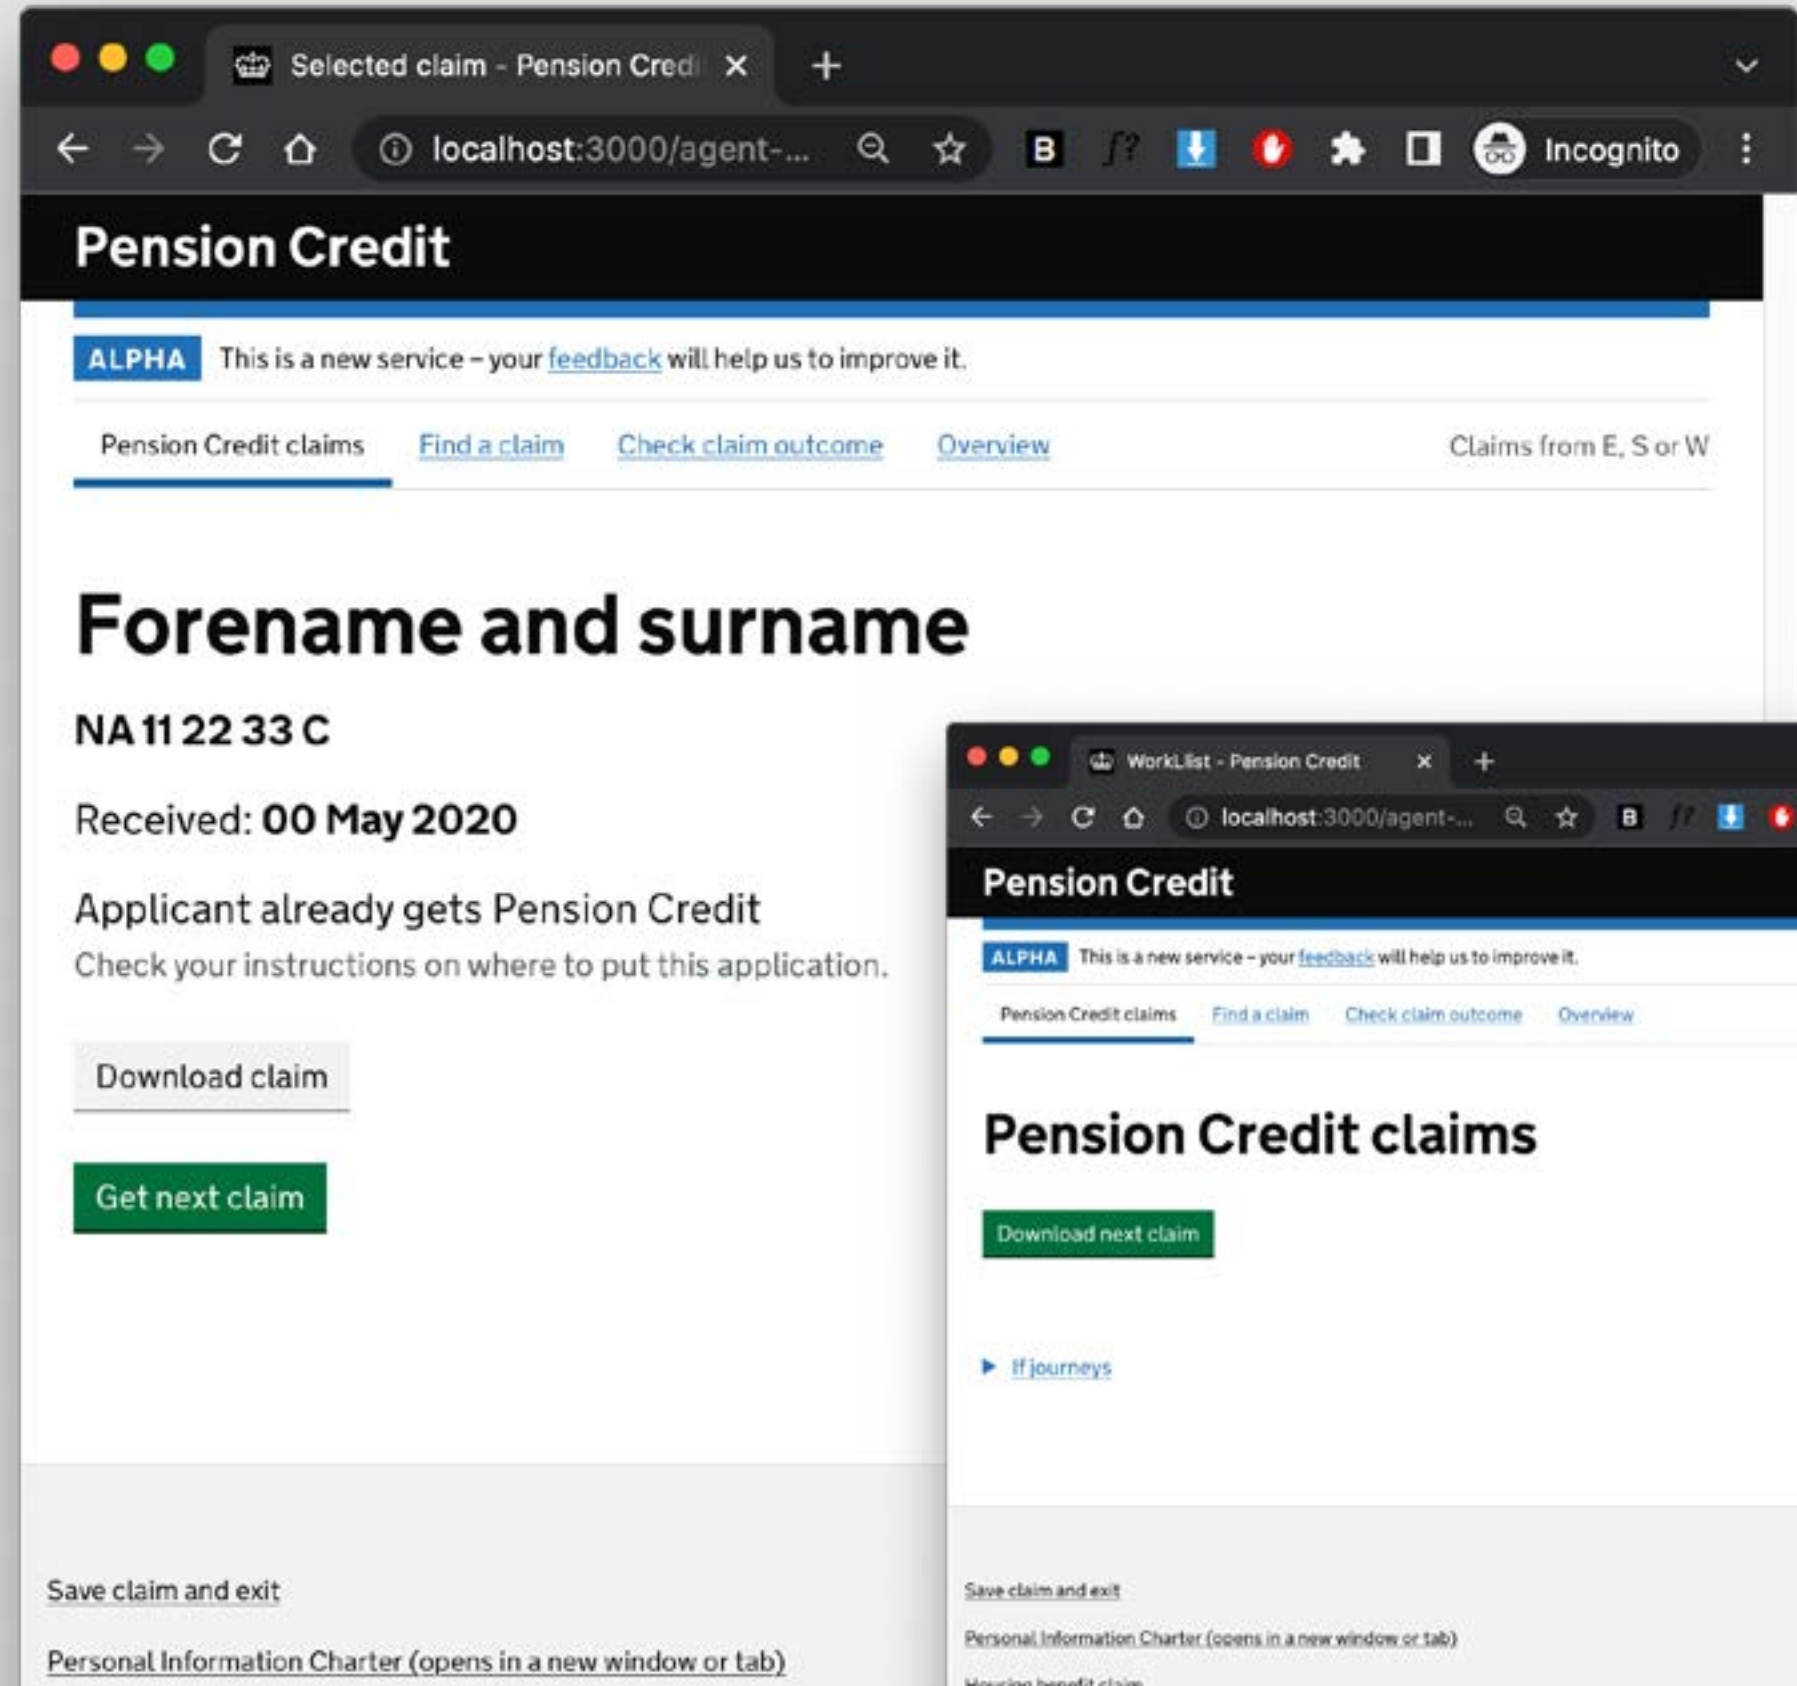 Selected claim - Pension Credi
localhost:3000/agent-...
B
f?
Incognito
Pension Credit
ALPHA This is a new service – your feedback will help us to improve it.
Pension Credit claims Find a claim Check claim outcome Overview Claims from E, S or W
Forename and surname
NA 11 22 33 C
Received: 00 May 2020
Applicant already gets Pension Credit
Check your instructions on where to put this application.
Download claim
Get next claim
Save claim and exit
Personal Information Charter (opens in a new window or tab)
WorkLlist - Pension Credit
localhost:3000/agent-...
B
f?
Pension Credit
ALPHA This is a new service – your feedback will help us to improve it.
Pension Credit claims Find a claim Check claim outcome Overview
Pension Credit claims
Download next claim
If journeys
Save claim and exit
Personal Information Charter (opens in a new window or tab)
Housing benefit claim